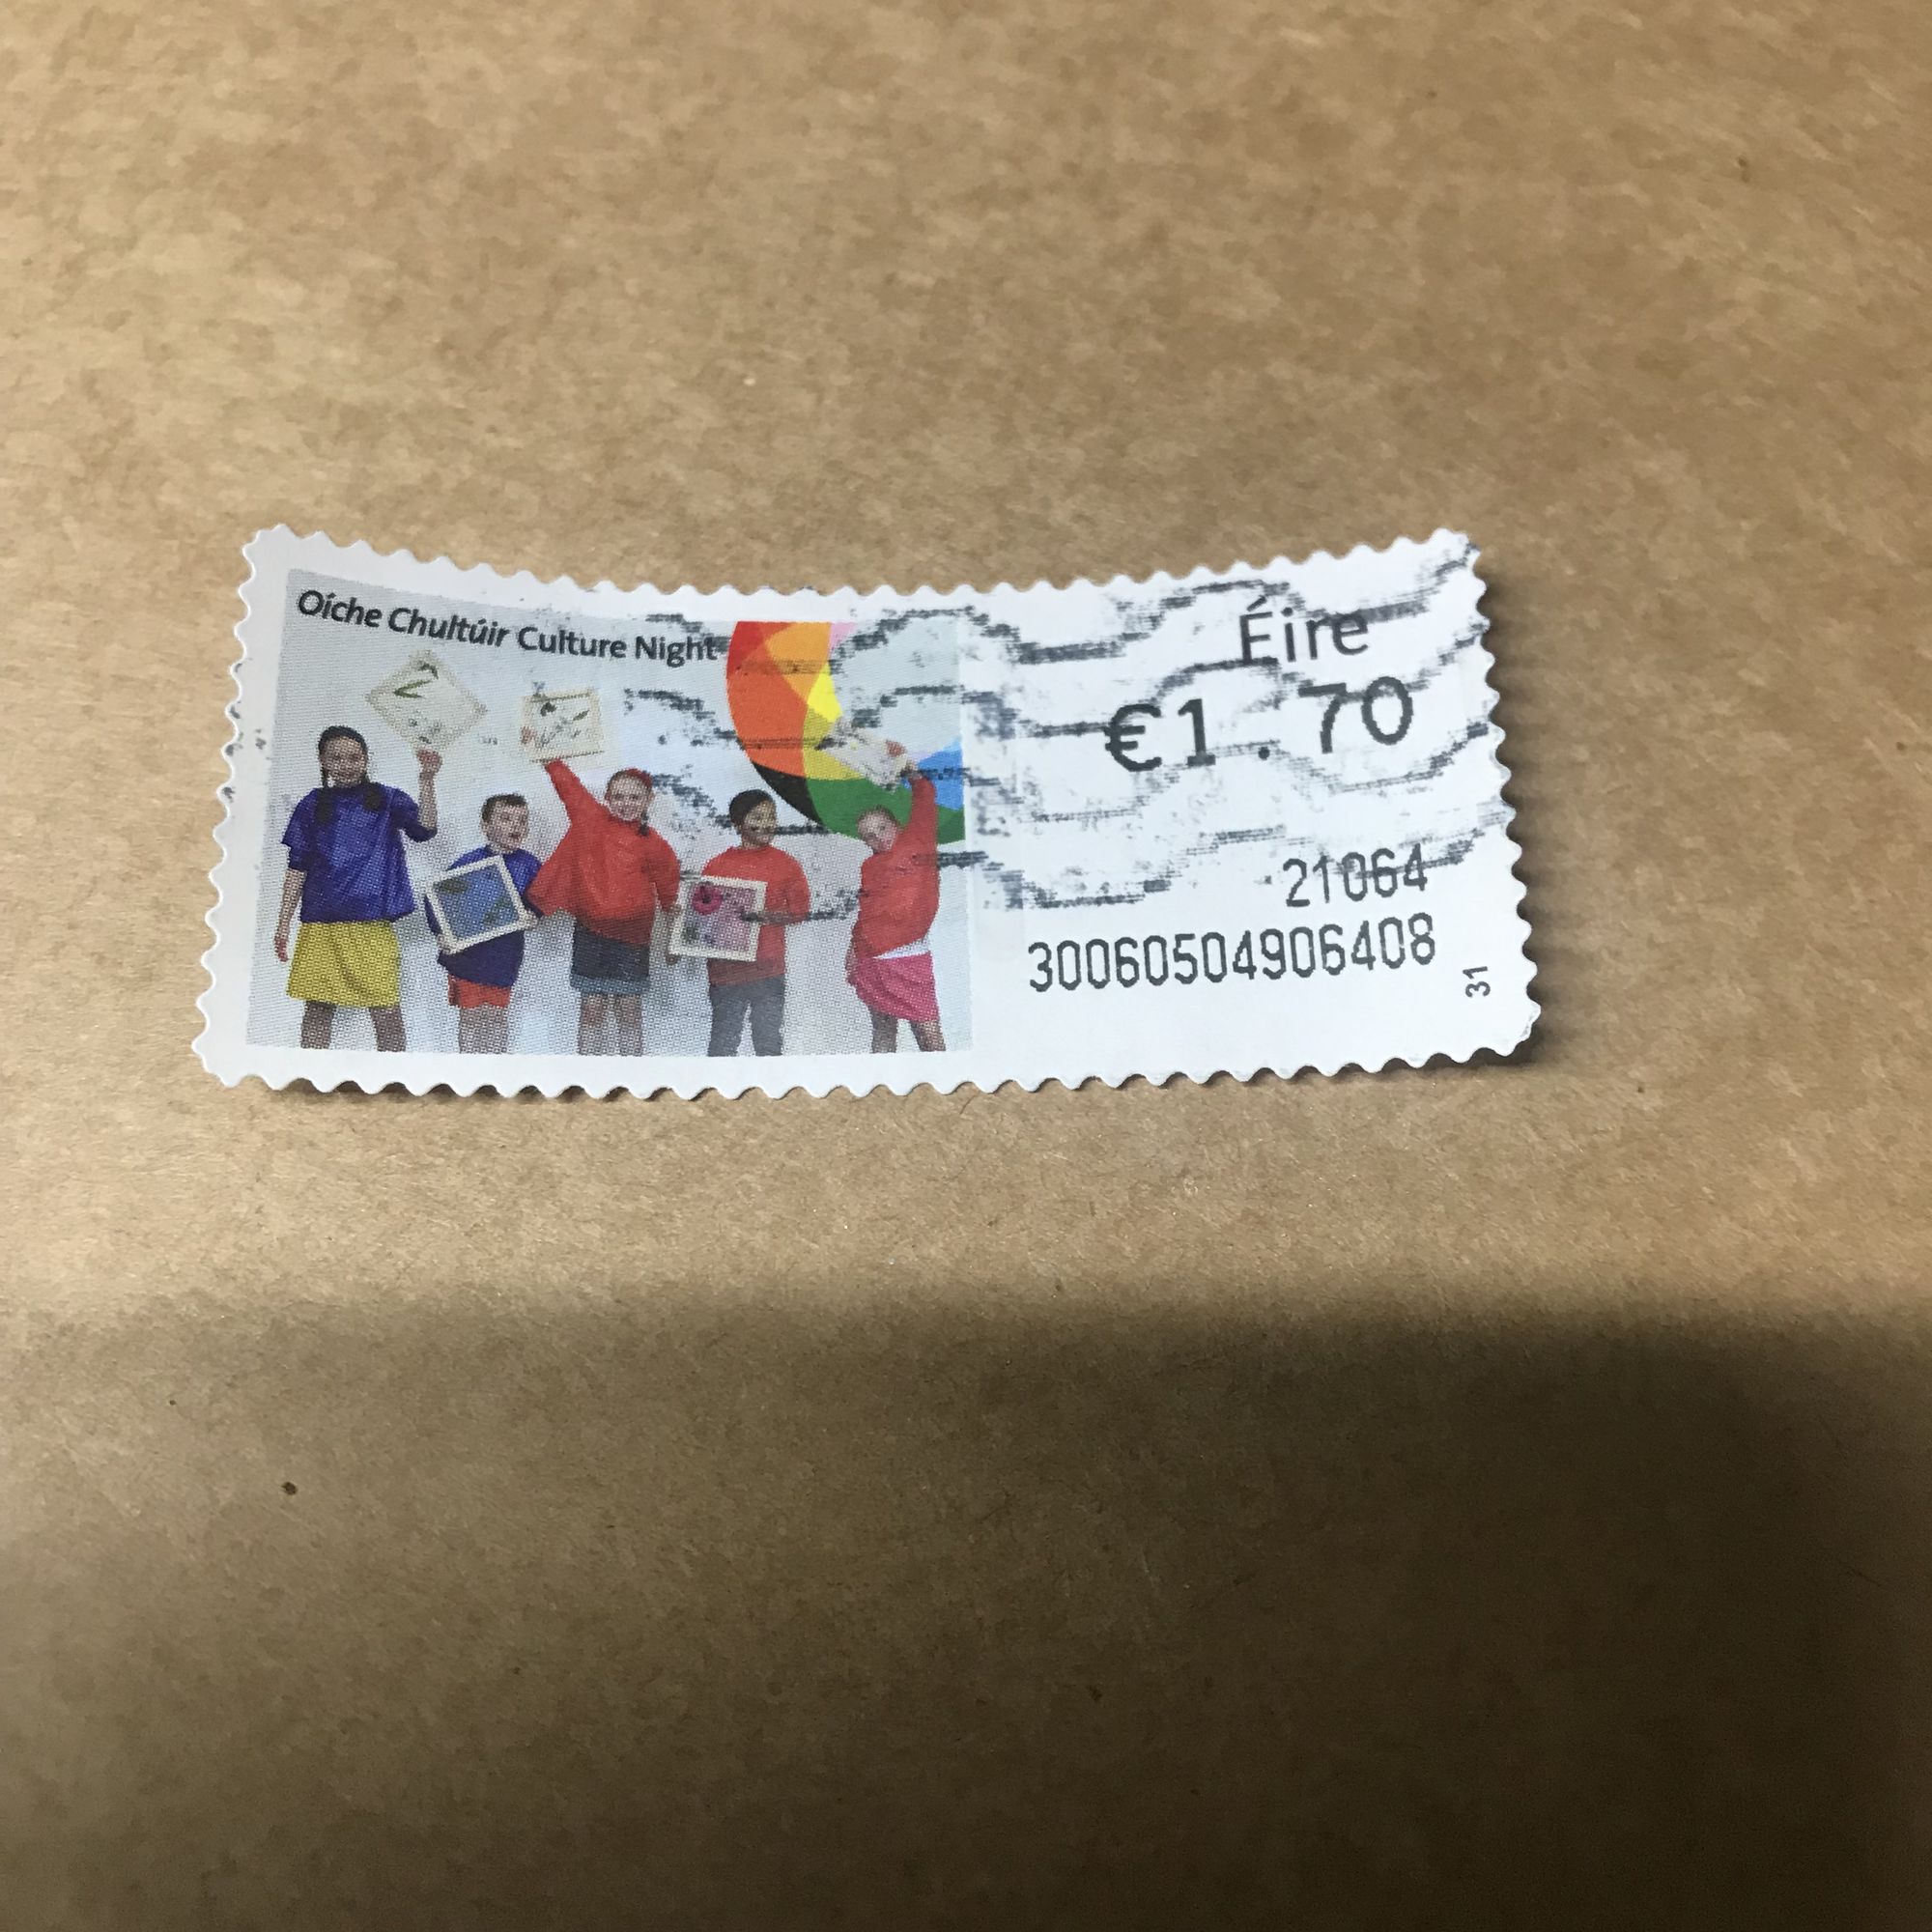 Oíche Chultúir Culture Night
Éire
€1.70
21064
30060504906408
31